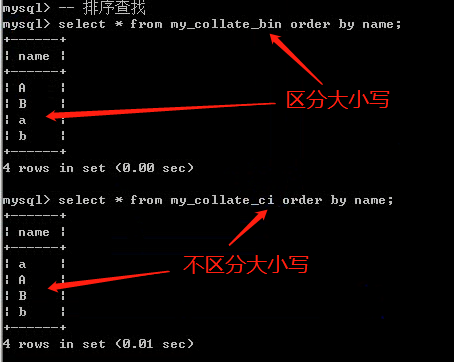 mysql> -- 排序查找
mysql> select * from my_collate_bin order by name;
+------+
| name |
+------+
| A    |
| B    |
| a    |
| b    |
+------+
4 rows in set (0.00 sec)
区分大小写
mysql> select * from my_collate_ci order by name;
+------+
| name |
+------+
| a    |
| A    |
| B    |
| b    |
+------+
4 rows in set (0.01 sec)
不区分大小写